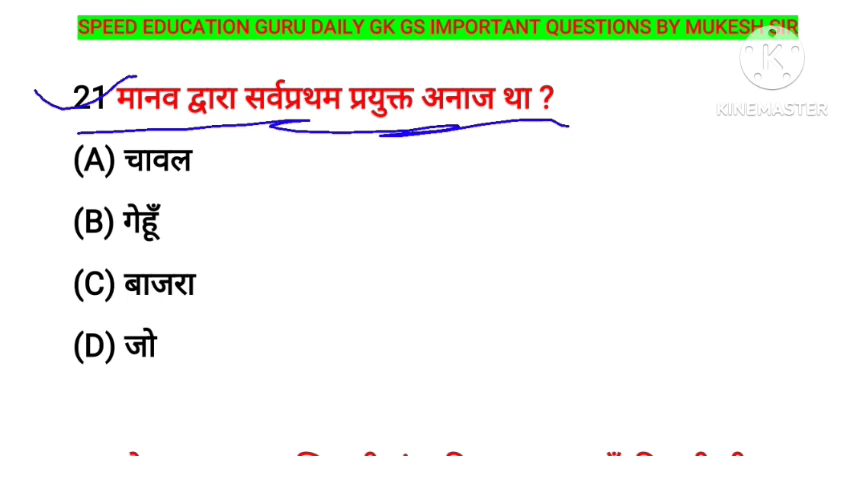 SPEED EDUCATION GURU DAILY GK GS IMPORTANT QUESTIONS BY MUKESH SIR
KINEMASTER
21 मानव द्वारा सर्वप्रथम प्रयुक्त अनाज था ?
(A) चावल
(B) गेहूँ
(C) बाजरा
(D) जो